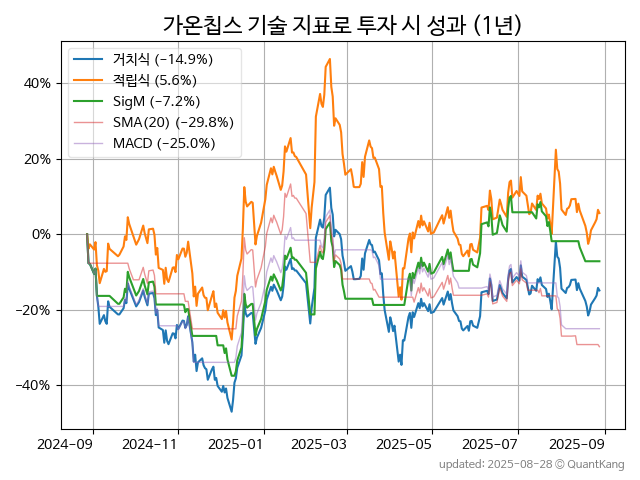 가온칩스 기술 지표로 투자 시 성과 (1년)
거치식 (−14.9%)
적립식 (5.6%)
SigM (−7.2%)
SMA(20) (−29.8%)
MACD (−25.0%)
40%
20%
0%
−20%
−40%
2024-09 2024-11 2025-01 2025-03 2025-05 2025-07 2025-09
updated: 2025-08-28 © QuantKang